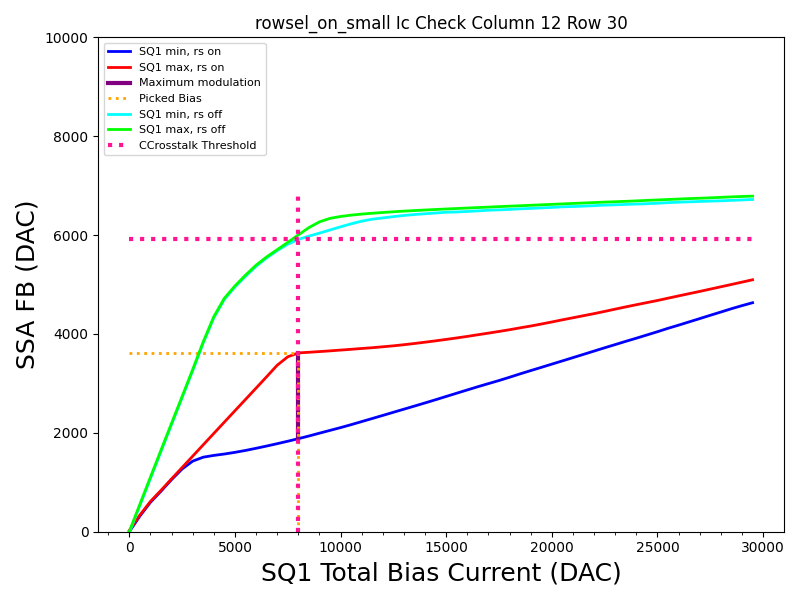 rowsel_on_small Ic Check Column 12 Row 30
SQ1 min, rs on
SQ1 max, rs on
Maximum modulation
Picked Bias
SQ1 min, rs off
SQ1 max, rs off
CCrosstalk Threshold
SSA FB (DAC)
10000
8000
6000
4000
2000
0
0 5000 10000 15000 20000 25000 30000
SQ1 Total Bias Current (DAC)